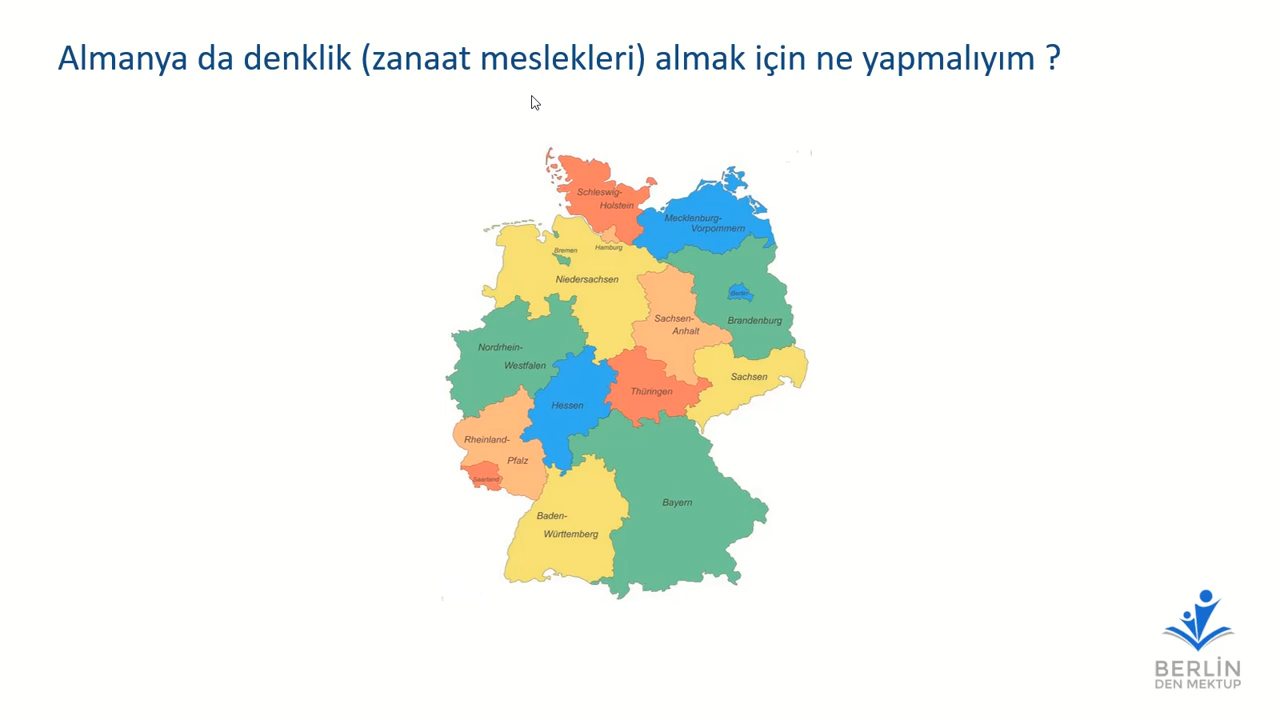 Almanya da denklik (zanaat meslekleri) almak için ne yapmalıyım ?
Schleswig-
Holstein
Mecklenburg-
Vorpommern
Hamburg
Bremen
Niedersachsen
Berlin
Brandenburg
Sachsen-
Anhalt
Nordrhein-
Westfalen
Sachsen
Thüringen
Hessen
Rheinland-
Pfalz
Saarland
Bayern
Baden-
Württemberg
BERLİN
DEN MEKTUP